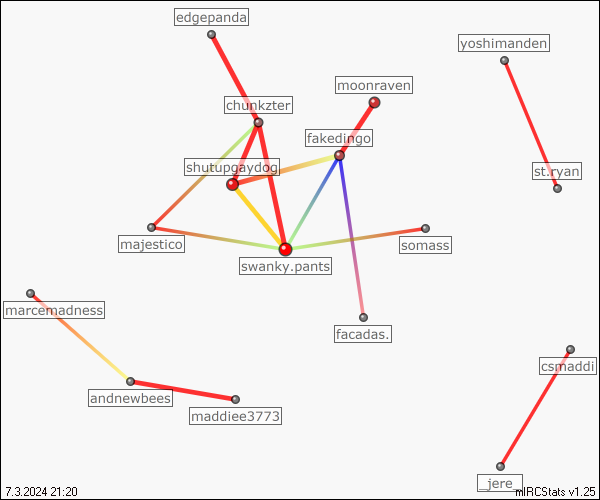 edgepanda
yoshimanden
moonraven
chunkzter
fakedingo
shutupgaydog
st.ryan
majestico
somass
swanky.pants
marcemadness
facadas.
csmaddi
andnewbees
maddiee3773
_jere_
7.3.2024 21:20
mIRCStats v1.25